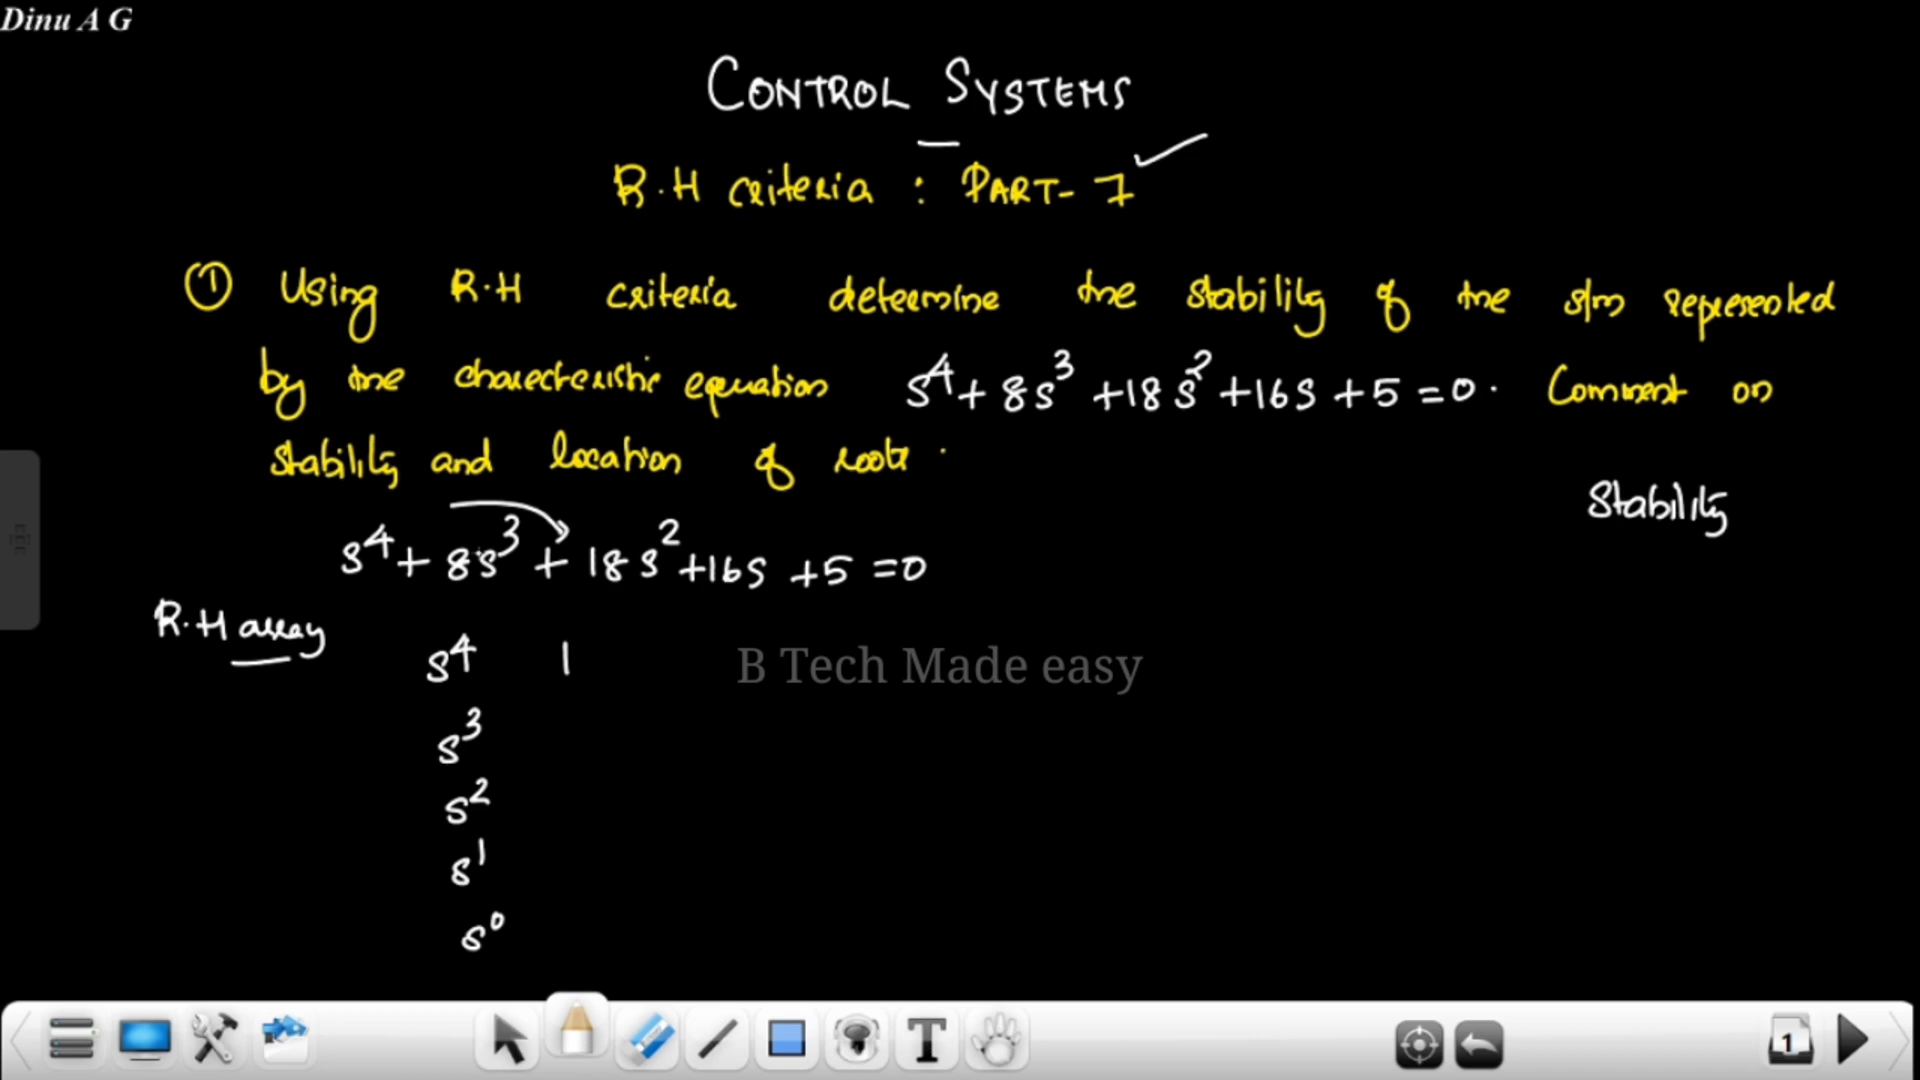 Dinu A G
CONTROL SYSTEMS
R.H criteria : PART-7
① Using R.H criteria determine the stability of the s/m represented
by the charecteristic equation s⁴+8s³+18s²+16s+5=0. Comment on
stability and location of roots.
Stability
s⁴+8s³+18s²+16s+5=0
R.H array
s⁴ 1
B Tech Made easy
s³
s²
s¹
s⁰
T
1